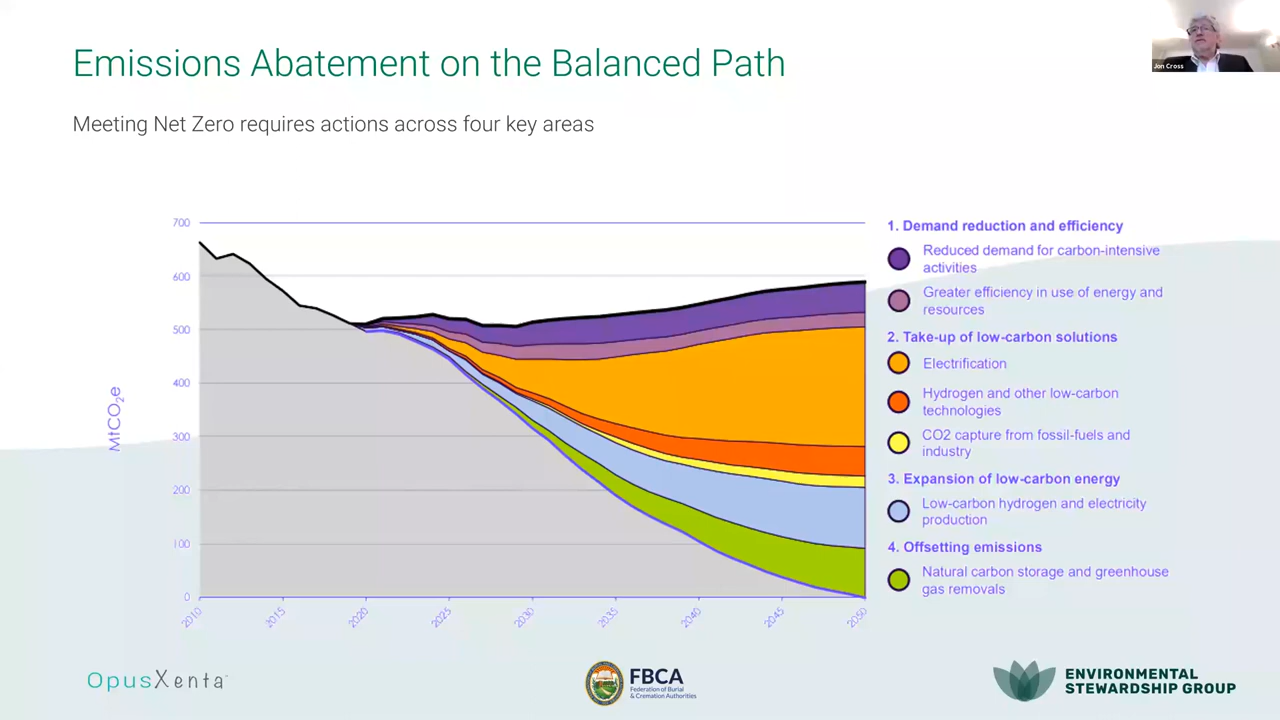 Emissions Abatement on the Balanced Path
Jon Cross
Meeting Net Zero requires actions across four key areas
700
600
500
400
300
200
100
0
MtCO2e
2010
2015
2020
2025
2030
2035
2040
2045
2050
1. Demand reduction and efficiency
Reduced demand for carbon-intensive
activities
Greater efficiency in use of energy and
resources
2. Take-up of low-carbon solutions
Electrification
Hydrogen and other low-carbon
technologies
CO2 capture from fossil-fuels and
industry
3. Expansion of low-carbon energy
Low-carbon hydrogen and electricity
production
4. Offsetting emissions
Natural carbon storage and greenhouse
gas removals
OpusXenta
FBCA
Federation of Burial
& Cremation Authorities
ENVIRONMENTAL
STEWARDSHIP GROUP